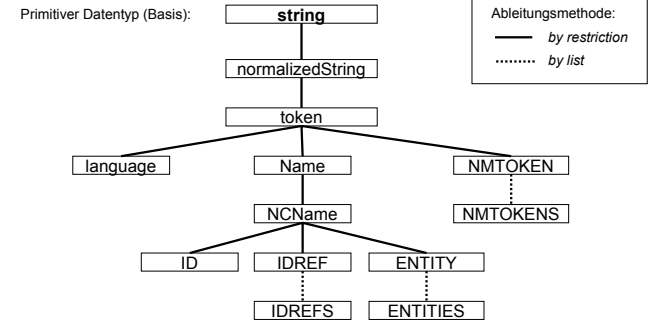 Primitiver Datentyp (Basis):
string
Ableitungsmethode:
by restriction
by list
normalizedString
token
language
Name
NMTOKEN
NCName
NMTOKENS
ID
IDREF
ENTITY
IDREFS
ENTITIES